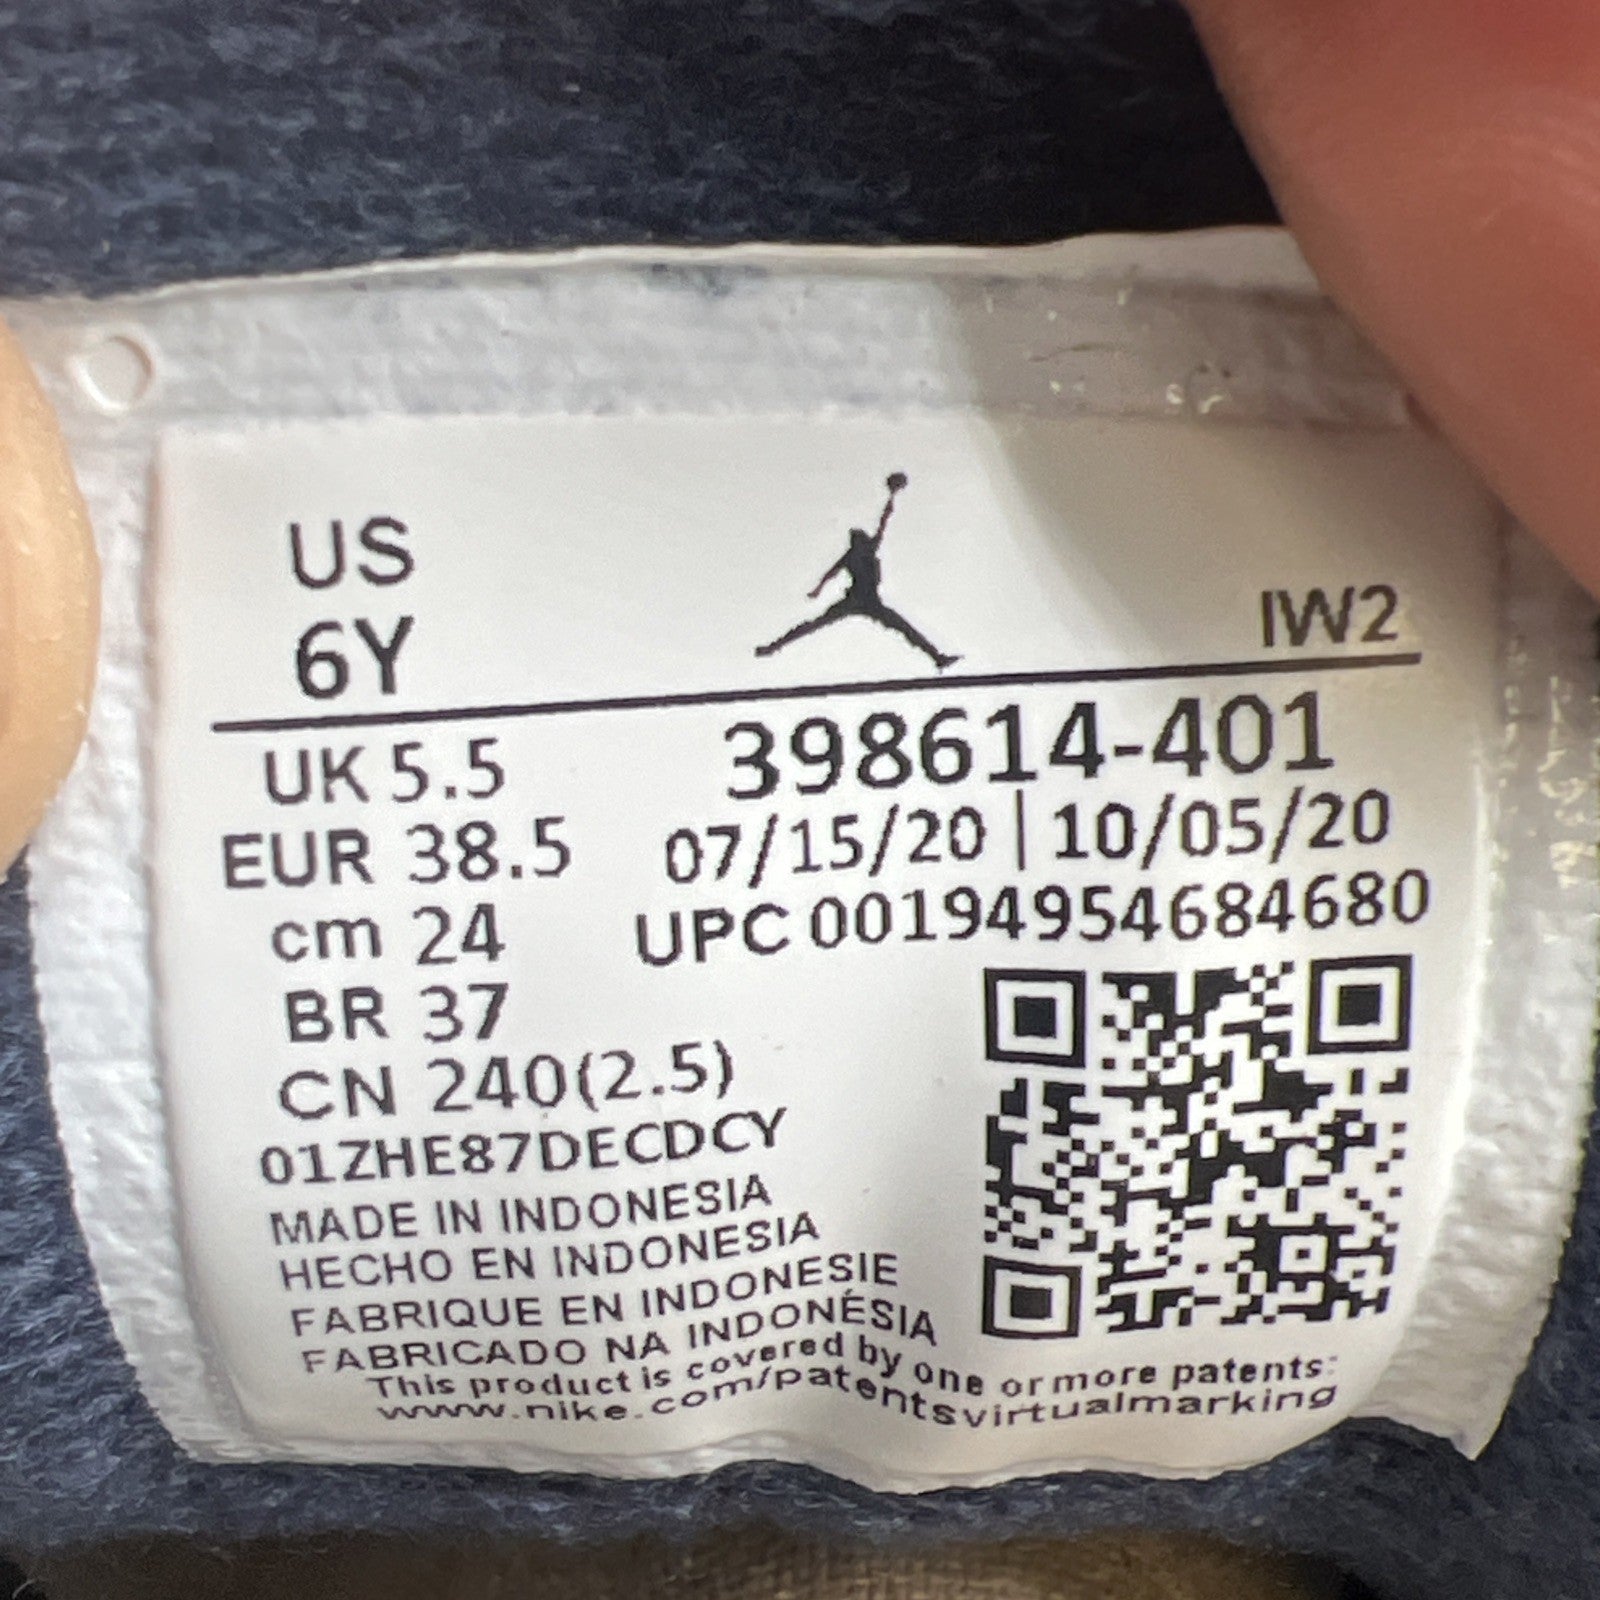 US
6Y
IW2
UK 5.5
398614-401
EUR 38.5
07/15/20 | 10/05/20
cm 24
UPC 00194954684680
BR 37
CN 240(2.5)
01ZHE87DECDCY
MADE IN INDONESIA
HECHO EN INDONESIA
FABRIQUE EN INDONESIE
FABRICADO NA INDONÉSIA
This product is covered by one or more patents:
www.nike.com/patentsvirtualmarking